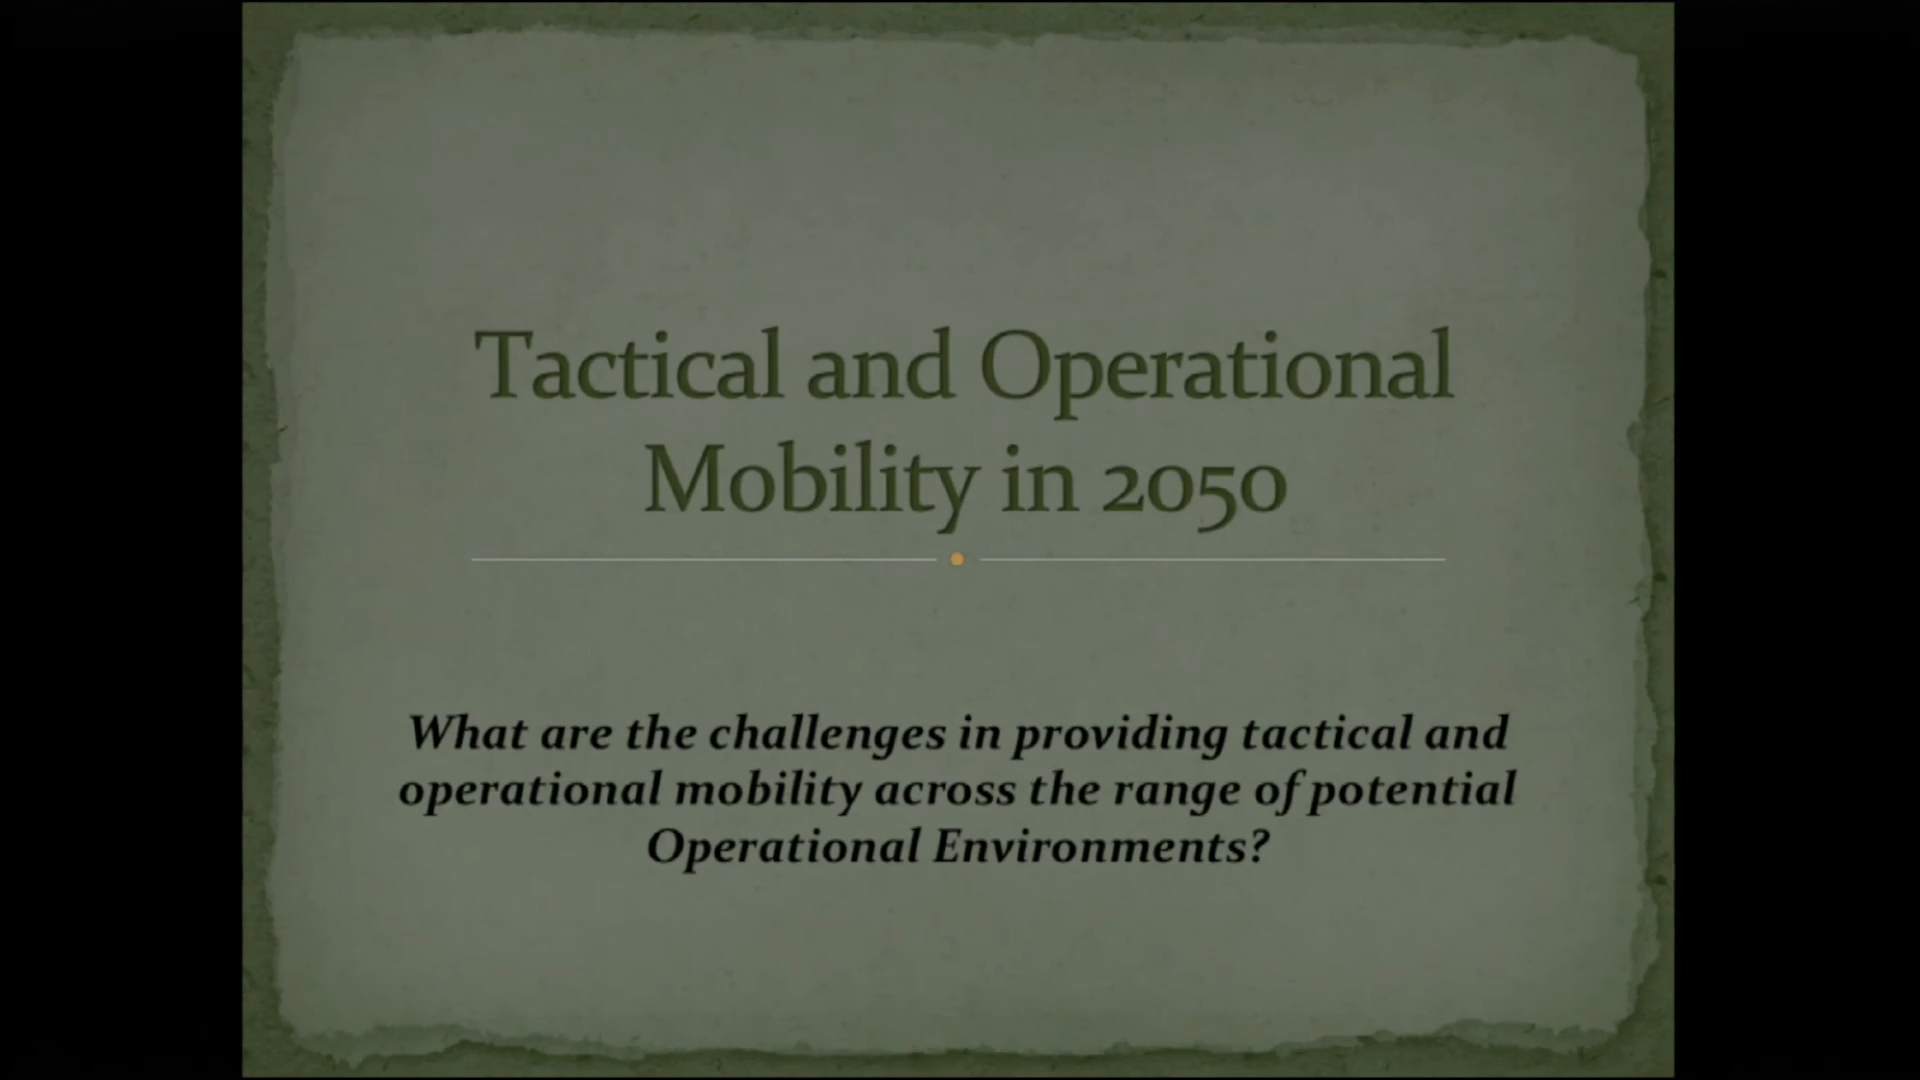 Tactical and Operational
Mobility in 2050
What are the challenges in providing tactical and
operational mobility across the range of potential
Operational Environments?